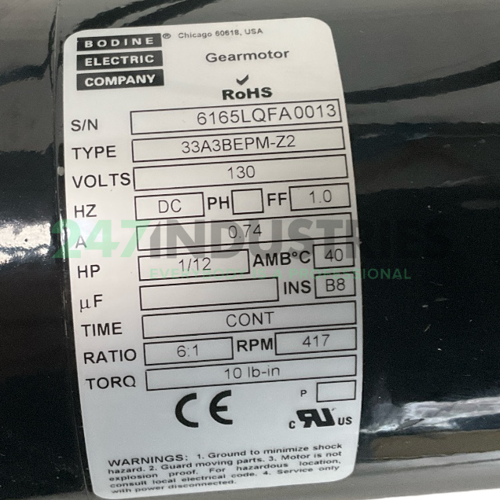 BODINE ® Chicago 60618, USA
ELECTRIC Gearmotor
COMPANY
RoHS
S/N 6165LQFA0013
TYPE 33A3BEPM-Z2
VOLTS 130
HZ DC PH FF 1.0
A 0.74
HP 1/12 AMB°C 40
µF INS B8
TIME CONT
RATIO 6:1 RPM 417
TORQ 10 lb-in
P
CE c RU US
WARNINGS: 1. Ground to minimize shock
hazard. 2. Guard moving parts. 3. Motor is not
explosion proof. For hazardous location,
consult local electrical code. 4. Start only
with power disconnected.
247INDUSTRIE